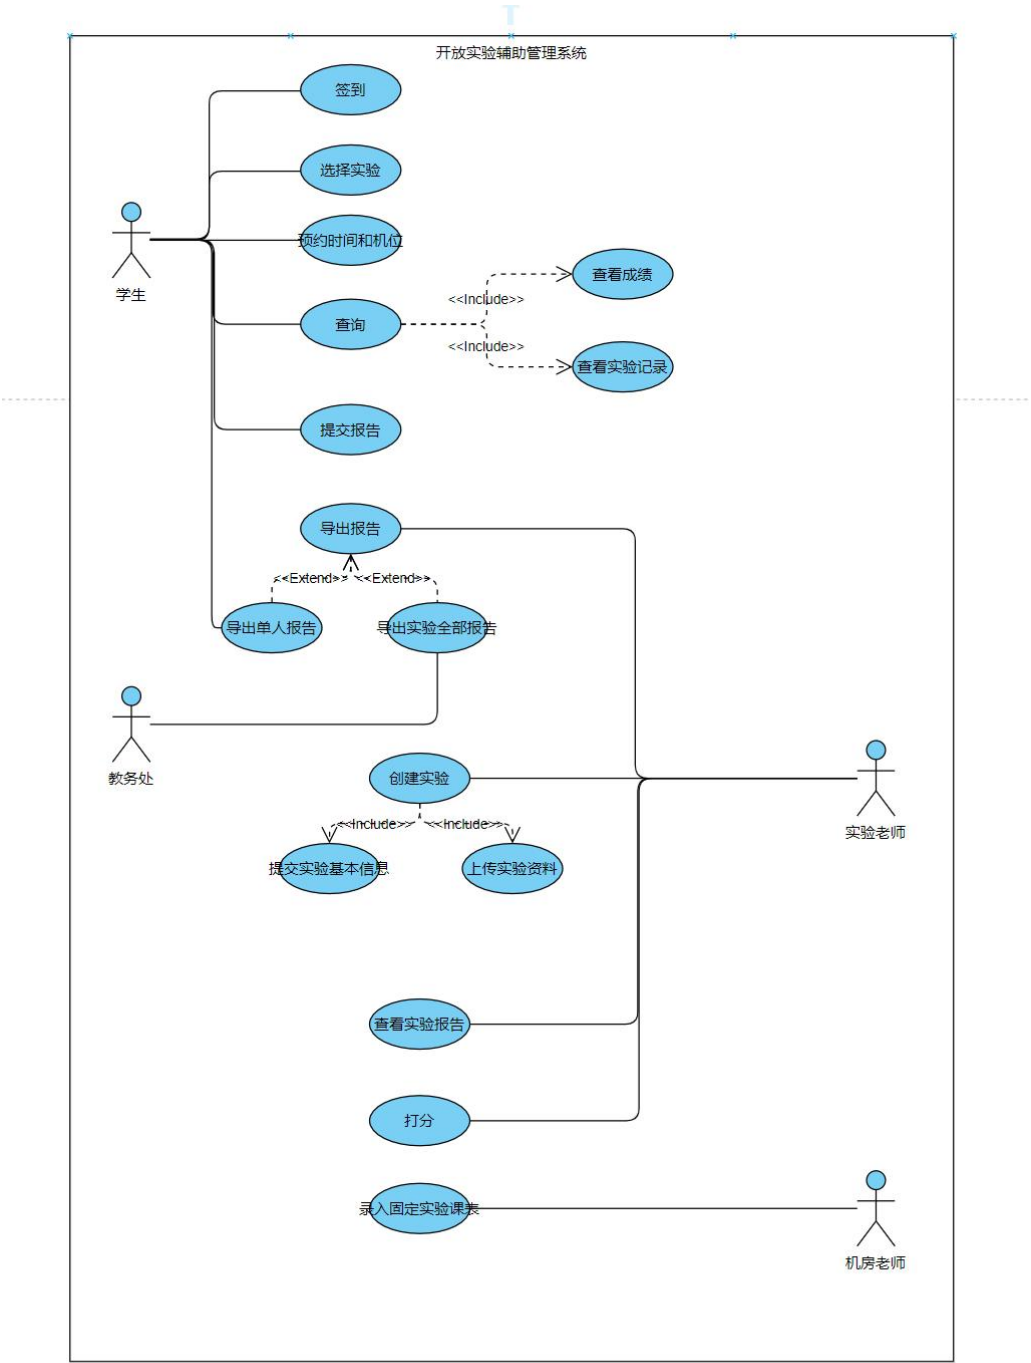 开放实验辅助管理系统
签到
选择实验
预约时间和机位
学生
查看成绩
<<Include>>
查询
<<Include>>
查看实验记录
提交报告
导出报告
<<Extend>>
<<Extend>>
导出单人报告
导出实验全部报告
教务处
创建实验
实验老师
<<Include>>
<<Include>>
提交实验基本信息
上传实验资料
查看实验报告
打分
录入固定实验课表
机房老师